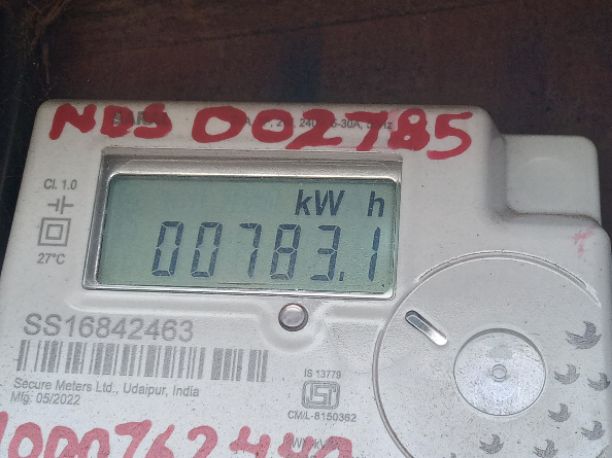 NDS 002785
Cl. 1.0
27°C
kW h
00783.1
SS16842463
Secure Meters Ltd., Udaipur, India
Mfg. 05/2022
IS 13779
CM/L-8150362